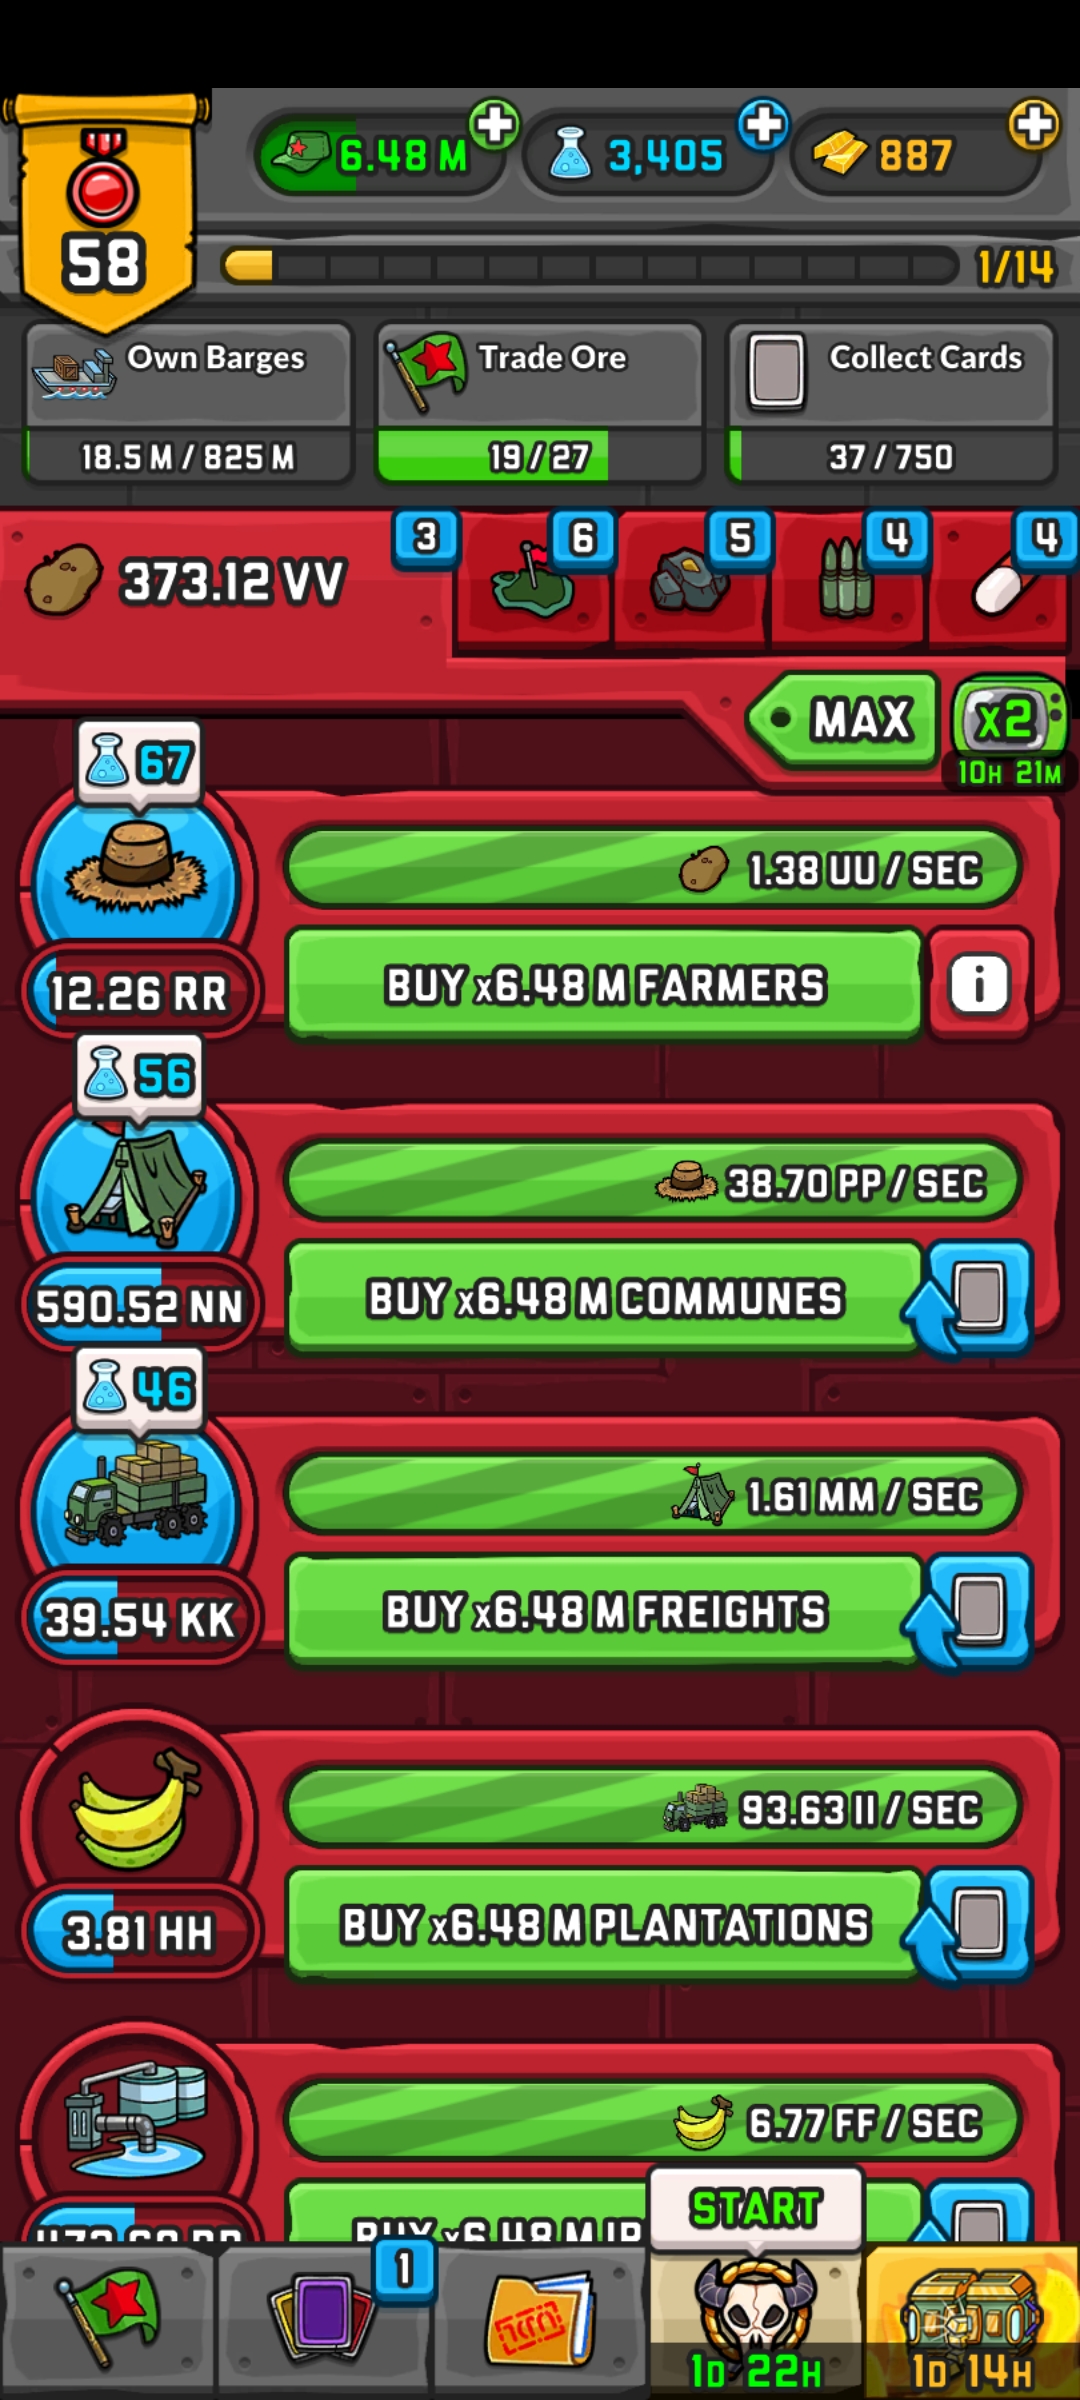 58
6.48 M
3,405
887
1/14
Own Barges
18.5 M / 825 M
Trade Ore
19 / 27
Collect Cards
37 / 750
373.12 VV
3
6
5
4
4
MAX
x2
10H 21M
67
1.38 UU / SEC
12.26 RR
BUY x6.48 M FARMERS
i
56
38.70 PP / SEC
590.52 NN
BUY x6.48 M COMMUNES
46
1.61 MM / SEC
39.54 KK
BUY x6.48 M FREIGHTS
93.63 II / SEC
3.81 HH
BUY x6.48 M PLANTATIONS
6.77 FF / SEC
BUY x6.48 M
START
1
1D 22H
1D 14H